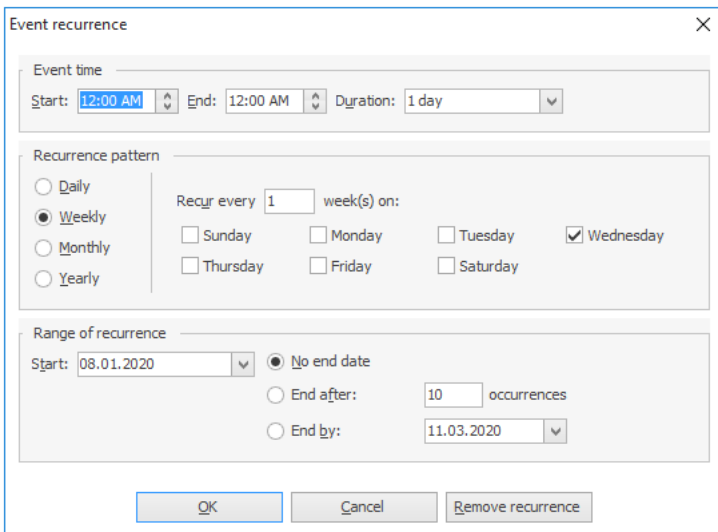 Event recurrence
Event time
Start: 12:00 AM End: 12:00 AM Duration: 1 day
Recurrence pattern
Daily
Recur every 1 week(s) on:
Weekly
Sunday Monday Tuesday Wednesday
Monthly
Thursday Friday Saturday
Yearly
Range of recurrence
Start: 08.01.2020 No end date
End after: 10 occurrences
End by: 11.03.2020
OK Cancel Remove recurrence